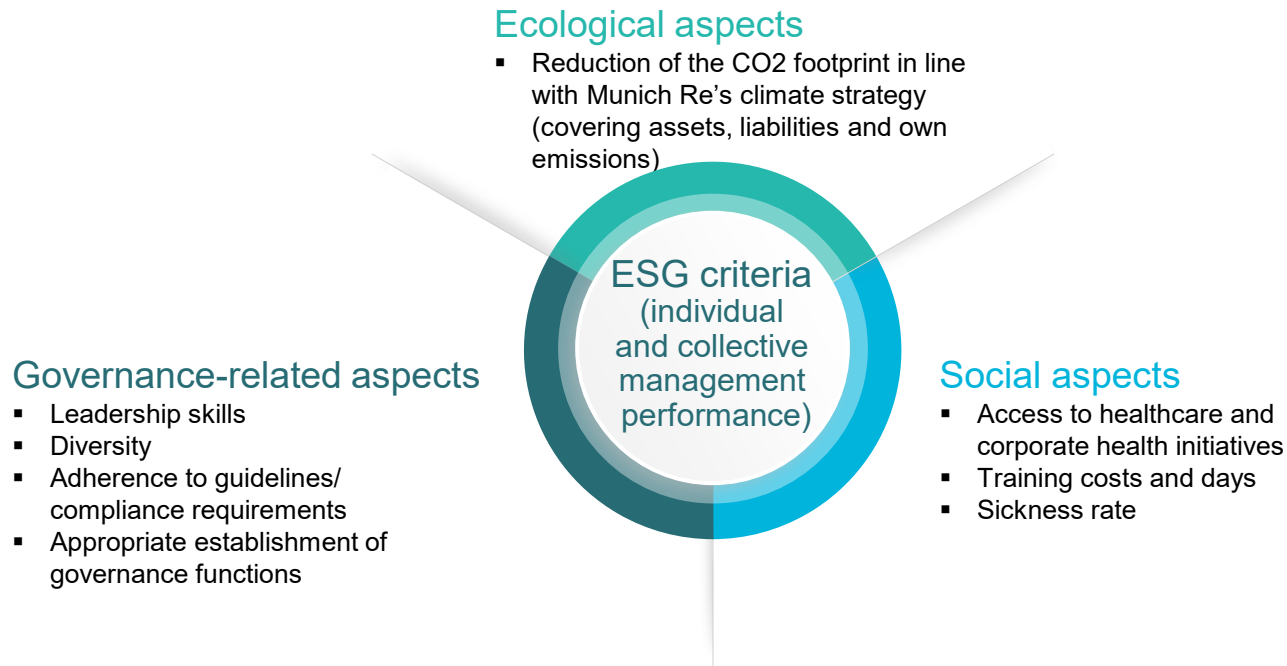 Ecological aspects
▪ Reduction of the CO2 footprint in line
with Munich Re’s climate strategy
(covering assets, liabilities and own
emissions)
ESG criteria
(individual
and collective
management
performance)
Governance-related aspects
▪ Leadership skills
▪ Diversity
▪ Adherence to guidelines/
compliance requirements
▪ Appropriate establishment of
governance functions
Social aspects
▪ Access to healthcare and
corporate health initiatives
▪ Training costs and days
▪ Sickness rate